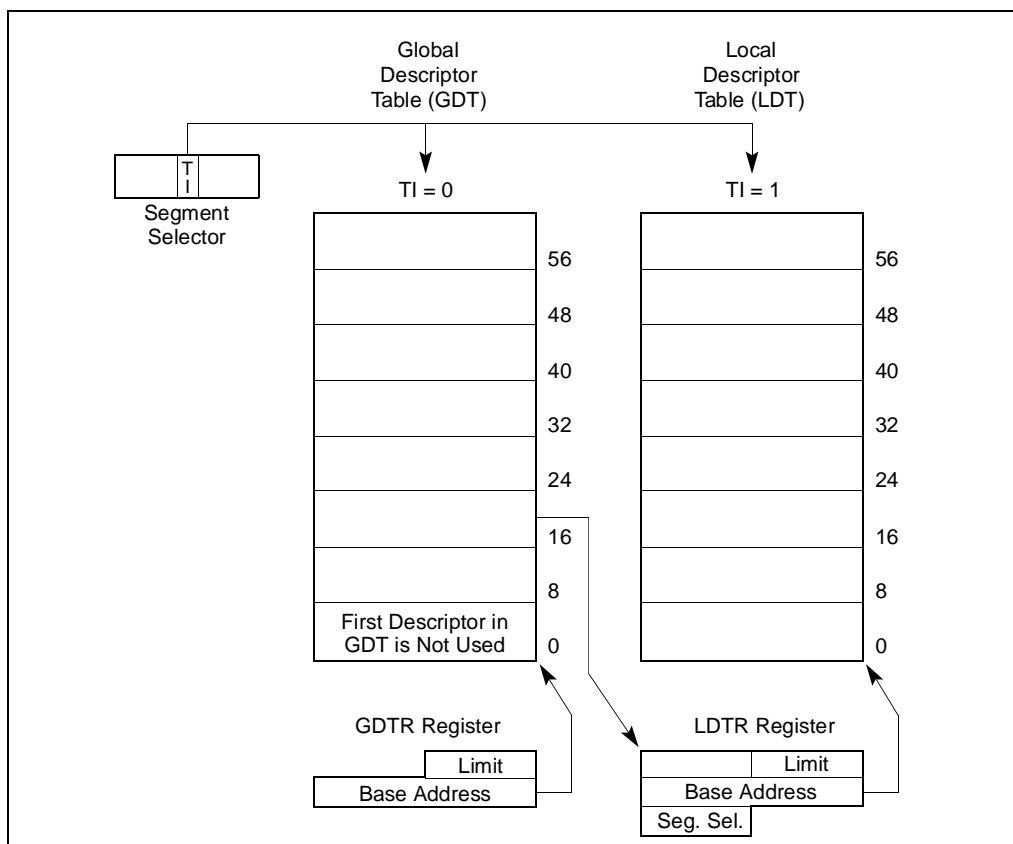 Global
Descriptor
Table (GDT)
Local
Descriptor
Table (LDT)
T
I
Segment
Selector
TI = 0
TI = 1
56
48
40
32
24
16
8
0
First Descriptor in
GDT is Not Used
56
48
40
32
24
16
8
0
GDTR Register
Limit
Base Address
LDTR Register
Limit
Base Address
Seg. Sel.